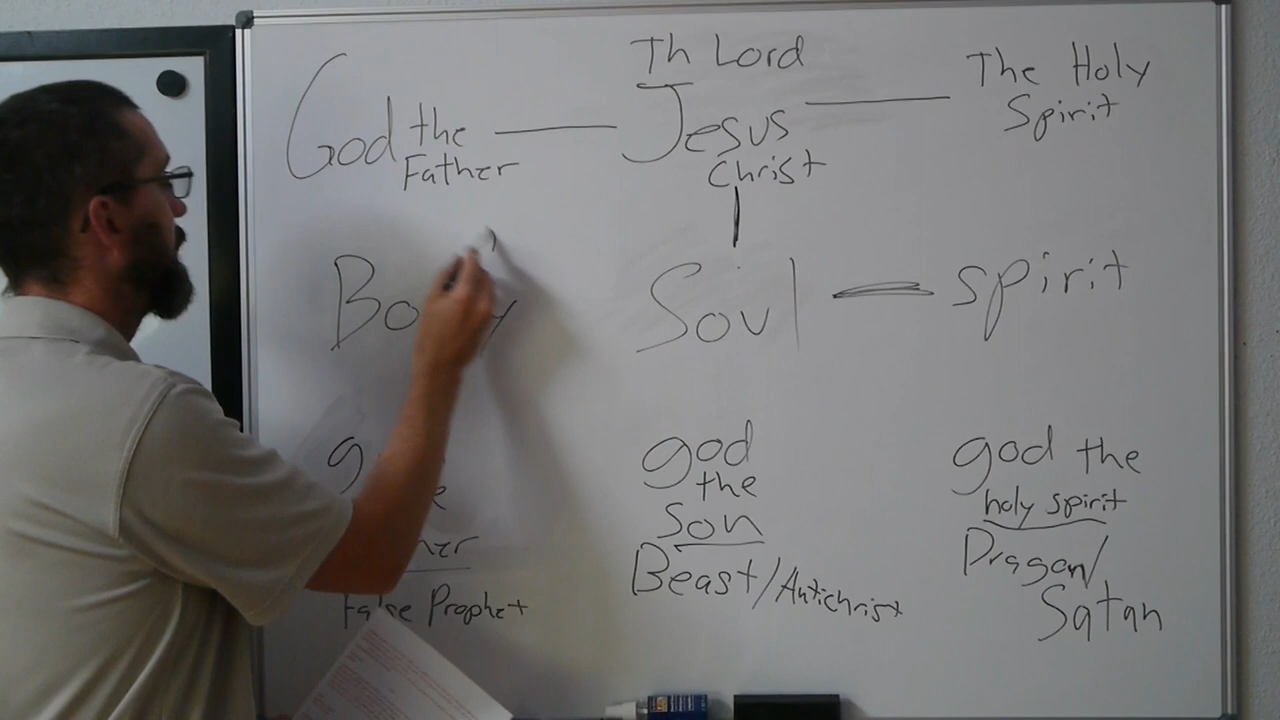 God the Father — Th Lord Jesus Christ — The Holy Spirit
Soul = spirit
god the son
god the holy spirit
False Prophet
Beast/Antichrist
Dragon/Satan